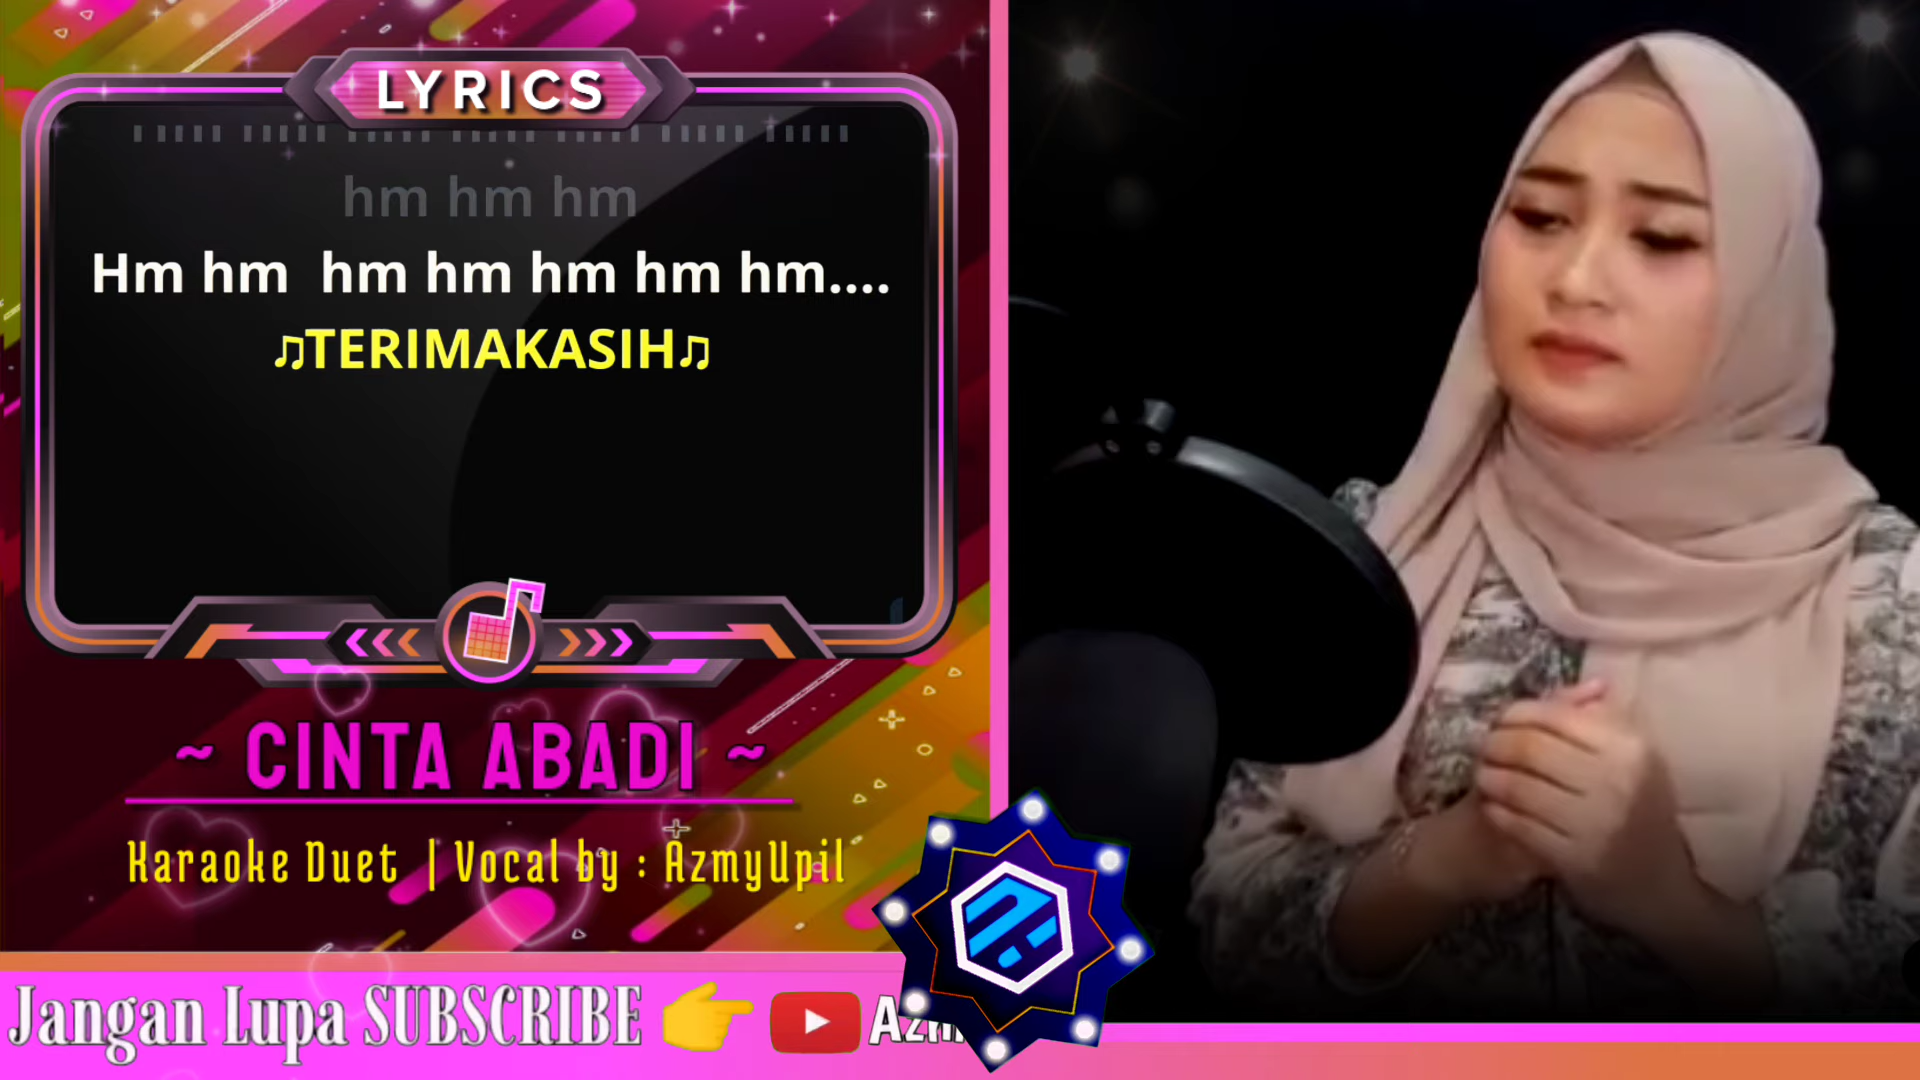 LYRICS
hm hm hm
Hm hm hm hm hm hm hm....
♫TERIMAKASIH♫
~ CINTA ABADI ~
Karaoke Duet | Vocal by : AzmyUpil
Jangan Lupa SUBSCRIBE 👉